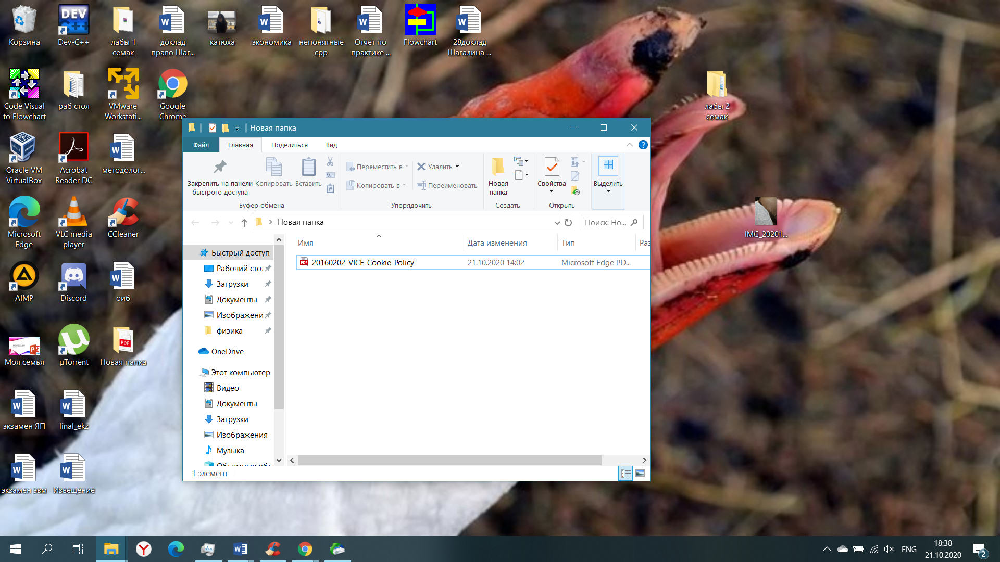 Корзина
Dev-C++
лабы 1
семак
доклад
право Шаг...
катюха
экономика
непонятные
cpp
Отчет по
практике ...
Flowchart
28доклад
Шагалина ...
Code Visual
to Flowchart
раб стол
VMware
Workstati...
Google
Chrome
лабы 2
семак
Oracle VM
VirtualBox
Acrobat
Reader DC
методолог...
Microsoft
Edge
VLC media
player
CCleaner
IMG_20201...
AIMP
Discord
оиб
Моя семья
µTorrent
Новая папка
экзамен ЯП
linal_ekz
экзамен эвм
Извещение
Новая папка
Файл
Главная
Поделиться
Вид
Закрепить на панели
быстрого доступа
Копировать
Вставить
Буфер обмена
Переместить в
Копировать в
Удалить
Переименовать
Упорядочить
Новая
папка
Создать
Свойства
Открыть
Выделить
Новая папка
Поиск: Но...
Имя
Дата изменения
Тип
Раз
20160202_VICE_Cookie_Policy
21.10.2020 14:02
Microsoft Edge PD...
Быстрый доступ
Рабочий стол
Загрузки
Документы
Изображени
физика
OneDrive
Этот компьютер
Видео
Документы
Загрузки
Изображения
Музыка
1 элемент
ENG
18:38
21.10.2020
2